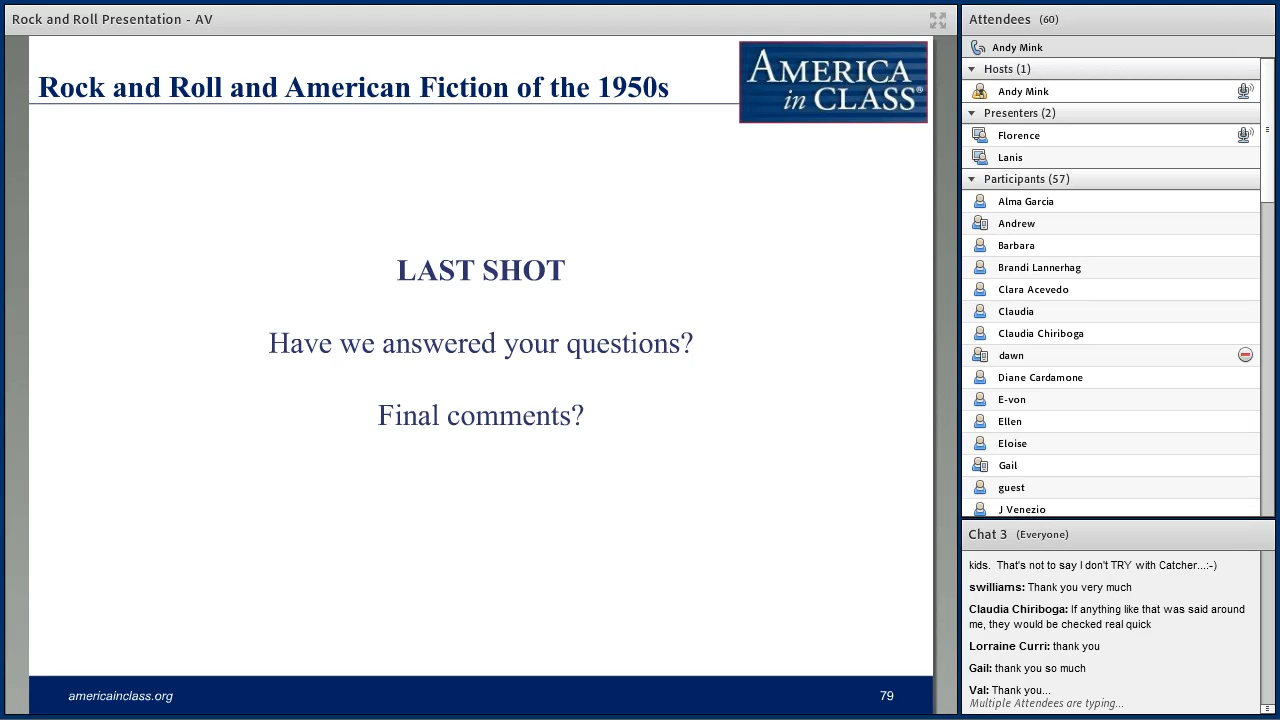 Rock and Roll Presentation - AV
Rock and Roll and American Fiction of the 1950s
AMERICA
in CLASS®
LAST SHOT
Have we answered your questions?
Final comments?
americainclass.org
79
Attendees (60)
Andy Mink
Hosts (1)
Andy Mink
Presenters (2)
Florence
Lanis
Participants (57)
Alma Garcia
Andrew
Barbara
Brandi Lannerhag
Clara Acevedo
Claudia
Claudia Chiriboga
dawn
Diane Cardamone
E-von
Ellen
Eloise
Gail
guest
J Venezio
Chat 3 (Everyone)
kids. That's not to say I don't TRY with Catcher...:-)
swilliams: Thank you very much
Claudia Chiriboga: If anything like that was said around
me, they would be checked real quick
Lorraine Curri: thank you
Gail: thank you so much
Val: Thank you...
Multiple Attendees are typing...